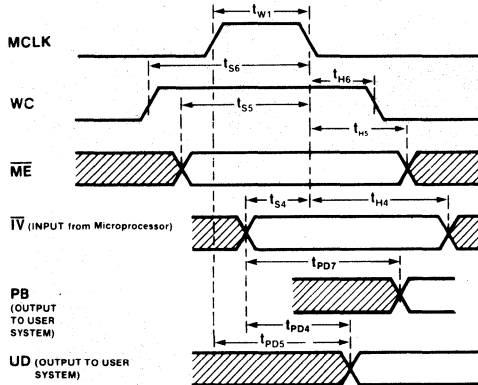 tW1
MCLK
tS6
tH6
WC
tS5
tH5
ME
tS4
tH4
IV (INPUT from Microprocessor)
tPD7
PB
(OUTPUT
TO USER
SYSTEM)
tPD4
tPD5
UD (OUTPUT TO USER
SYSTEM)